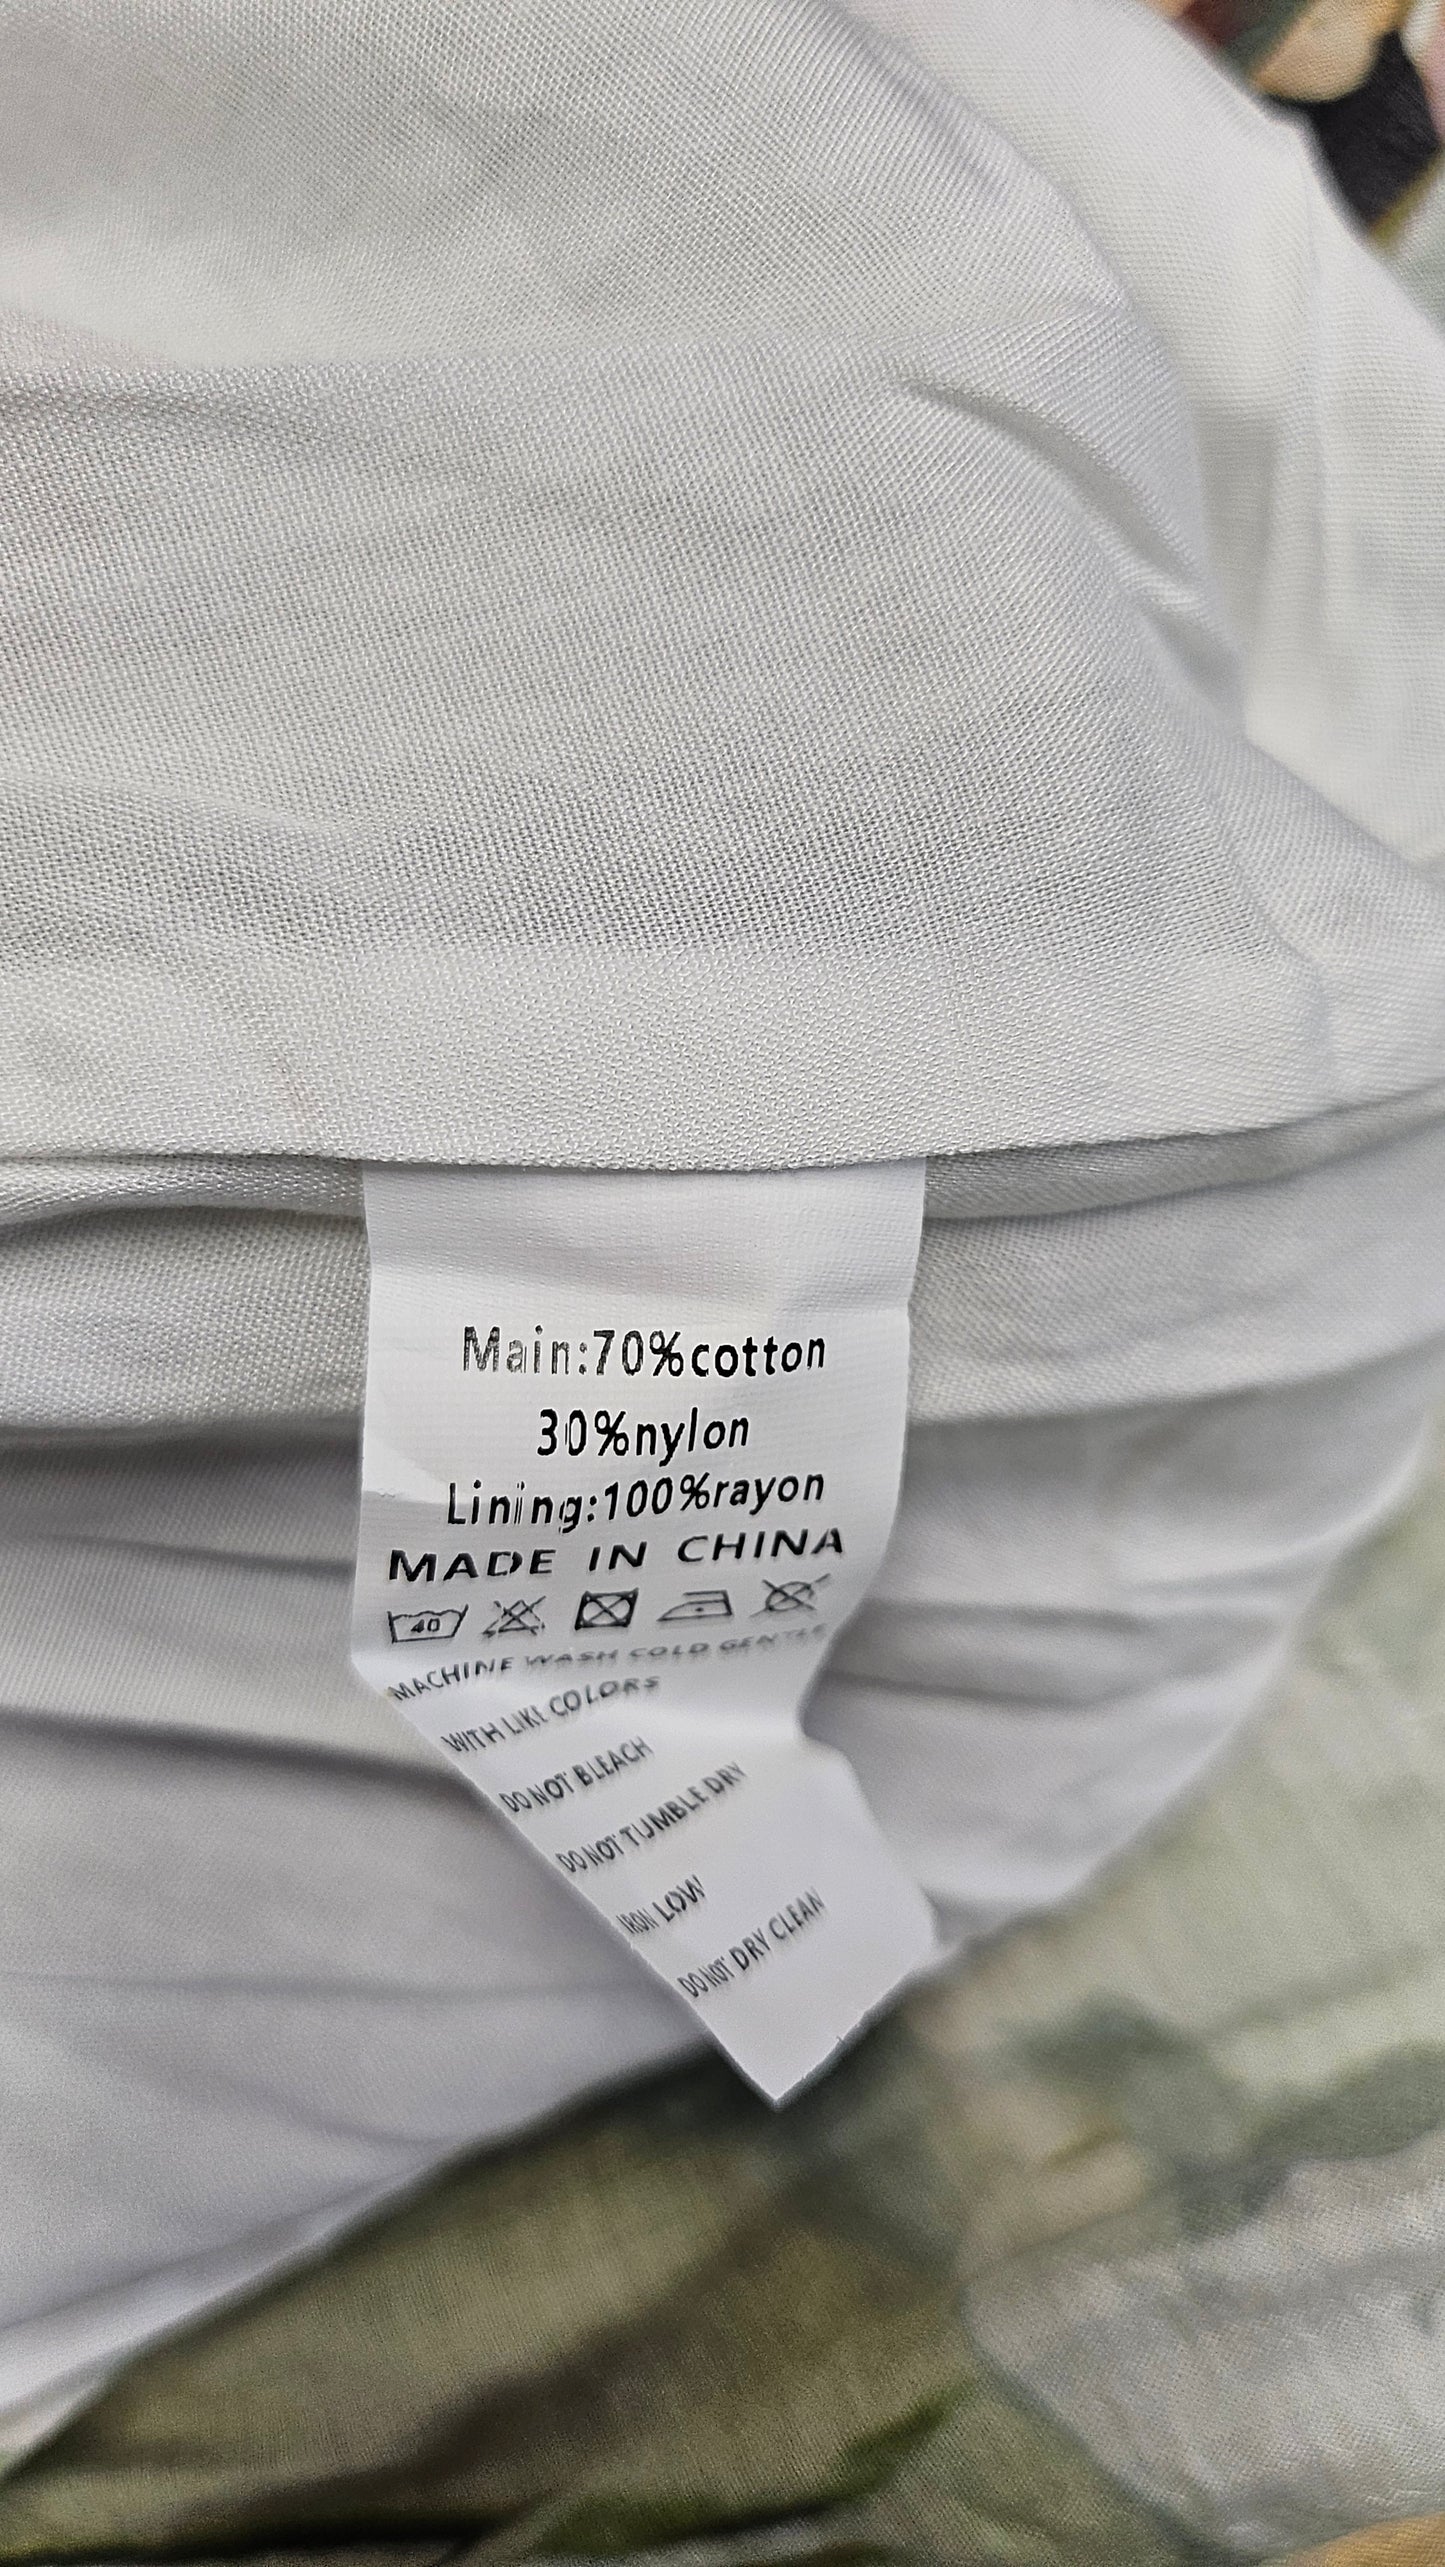 Main:70%cotton
30%nylon
Lining:100%rayon
MADE IN CHINA
40
MACHINE WASH COLD GENTLE
WITH LIKE COLORS
DO NOT BLEACH
DO NOT TUMBLE DRY
IRON LOW
DO NOT DRY CLEAN